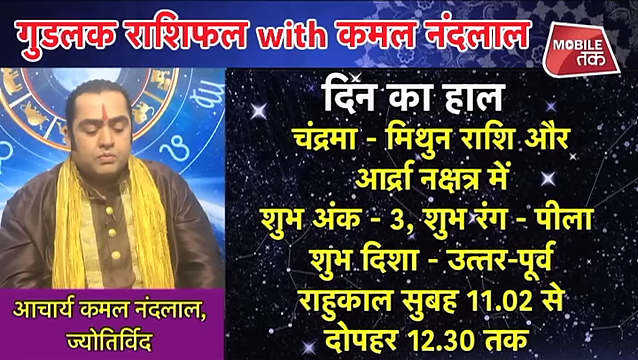 गुडलक राशिफल with कमल नंदलाल
MOBILE
तक
दिन का हाल
चंद्रमा - मिथुन राशि और
आर्द्रा नक्षत्र में
शुभ अंक - 3, शुभ रंग - पीला
शुभ दिशा - उत्तर-पूर्व
राहुकाल सुबह 11.02 से
दोपहर 12.30 तक
आचार्य कमल नंदलाल,
ज्योतिर्विद